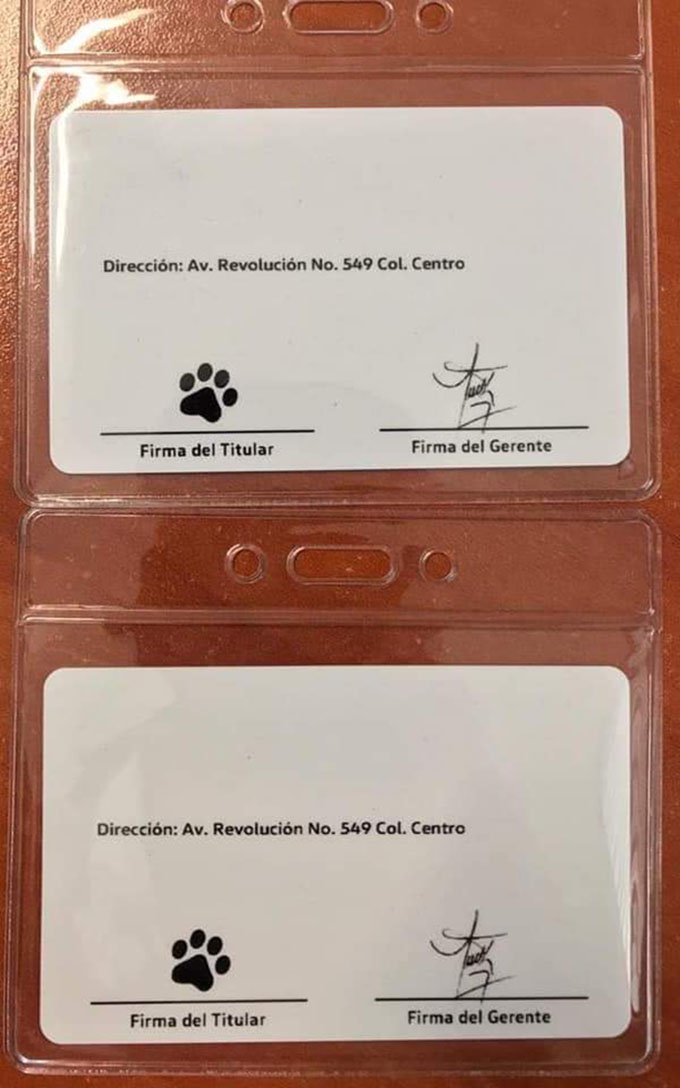 Dirección: Av. Revolución No. 549 Col. Centro
Firma del Titular
Firma del Gerente
Dirección: Av. Revolución No. 549 Col. Centro
Firma del Titular
Firma del Gerente